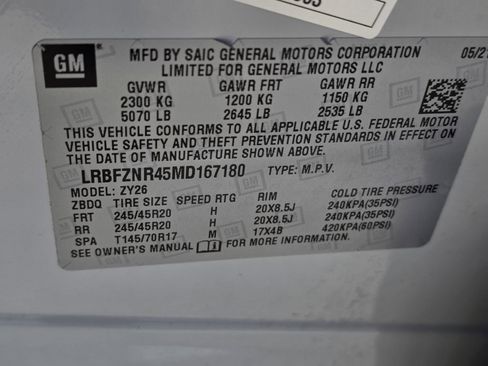 GM
MFD BY SAIC GENERAL MOTORS CORPORATION 05/21
LIMITED FOR GENERAL MOTORS LLC
GVWR GAWR FRT GAWR RR
2300 KG 1200 KG 1150 KG
5070 LB 2645 LB 2535 LB
THIS VEHICLE CONFORMS TO ALL APPLICABLE U.S. FEDERAL MOTOR
VEHICLE SAFETY AND THEFT PREVENTION STANDARDS IN EFFECT ON
THE DATE OF MANUFACTURE SHOWN ABOVE.
LRBFZNR45MD167180 TYPE: M.P.V.
MODEL: ZY26
ZBDQ TIRE SIZE SPEED RTG RIM COLD TIRE PRESSURE
FRT 245/45R20 H 20X8.5J 240KPA(35PSI)
RR 245/45R20 H 20X8.5J 240KPA(35PSI)
SPA T145/70R17 M 17X4B 420KPA(60PSI)
SEE OWNER'S MANUAL FOR MORE INFORMATION.